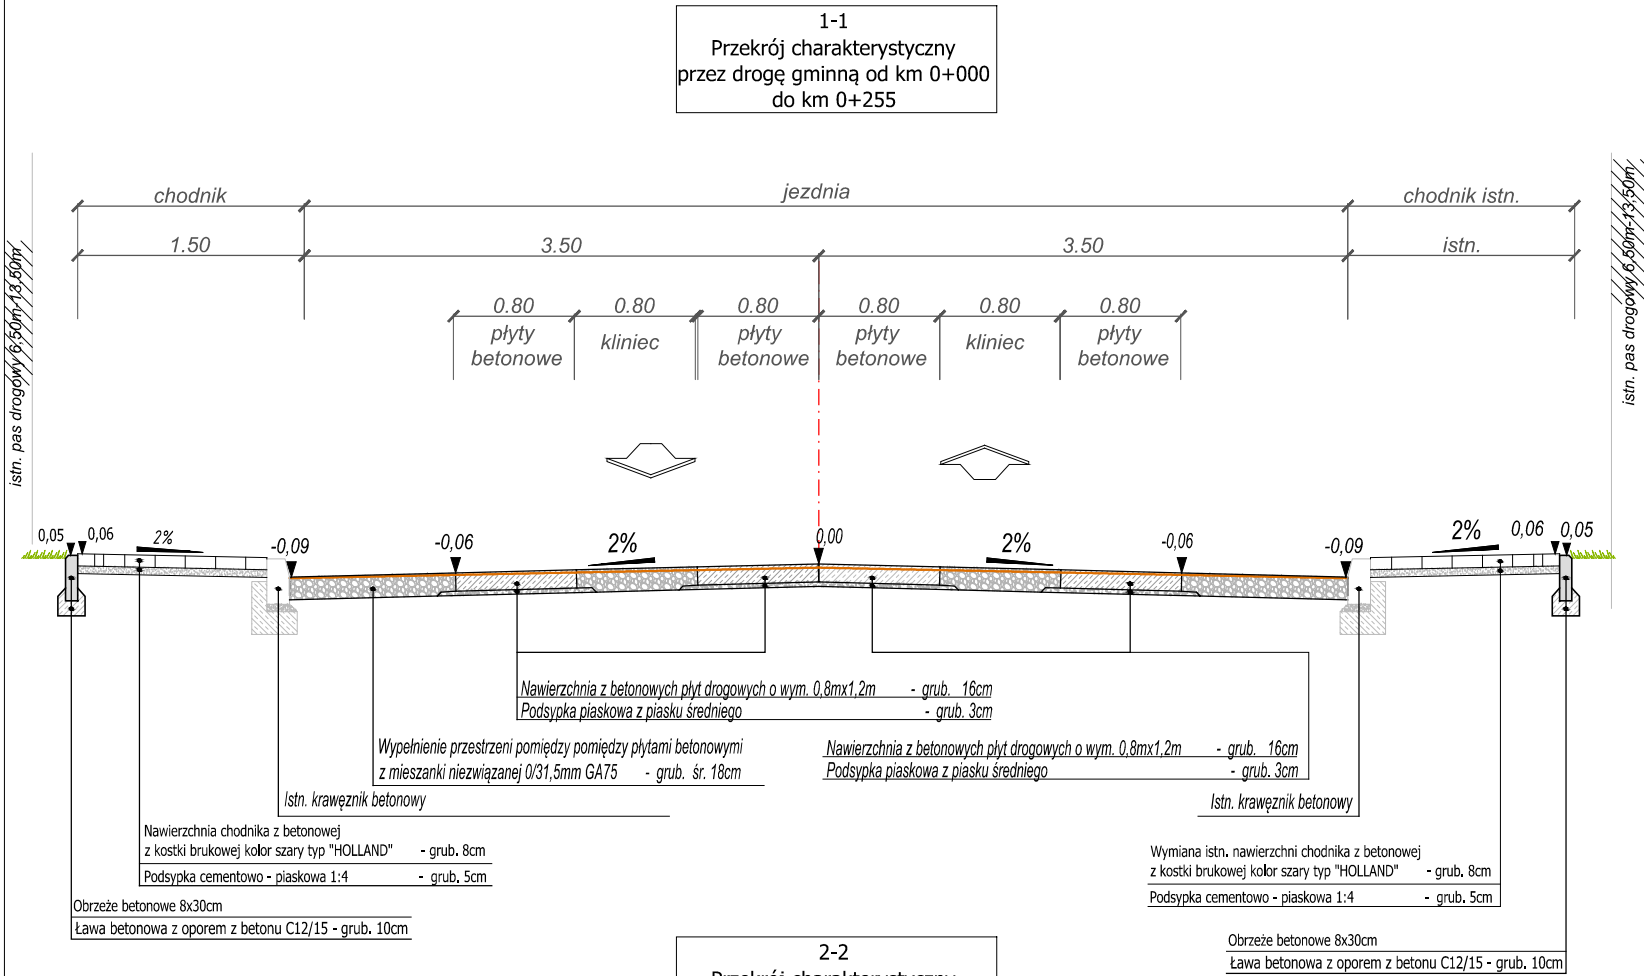 1-1
Przekrój charakterystyczny
przez drogę gminną od km 0+000
do km 0+255
chodnik
jezdnia
chodnik istn.
1.50
3.50
3.50
istn.
0.80
0.80
0.80
0.80
0.80
0.80
płyty
betonowe
kliniec
płyty
betonowe
płyty
betonowe
kliniec
płyty
betonowe
istn. pas drogowy 6,50m-13,50m
istn. pas drogowy 6,50m-13,50m
0,05
0,06
2%
-0,09
-0,06
2%
0,00
2%
-0,06
-0,09
2%
0,06
0,05
Nawierzchnia z betonowych płyt drogowych o wym. 0,8mx1,2m - grub. 16cm
Podsypka piaskowa z piasku średniego - grub. 3cm
Wypełnienie przestrzeni pomiędzy pomiędzy płytami betonowymi
z mieszanki niezwiązanej 0/31,5mm GA75 - grub. śr. 18cm
Nawierzchnia z betonowych płyt drogowych o wym. 0,8mx1,2m - grub. 16cm
Podsypka piaskowa z piasku średniego - grub. 3cm
Istn. krawęznik betonowy
Istn. krawęznik betonowy
Nawierzchnia chodnika z betonowej
z kostki brukowej kolor szary typ "HOLLAND" - grub. 8cm
Podsypka cementowo - piaskowa 1:4 - grub. 5cm
Obrzeże betonowe 8x30cm
Ława betonowa z oporem z betonu C12/15 - grub. 10cm
Wymiana istn. nawierzchni chodnika z betonowej
z kostki brukowej kolor szary typ "HOLLAND" - grub. 8cm
Podsypka cementowo - piaskowa 1:4 - grub. 5cm
Obrzeże betonowe 8x30cm
Ława betonowa z oporem z betonu C12/15 - grub. 10cm
2-2
Przekrój charakterystyczny